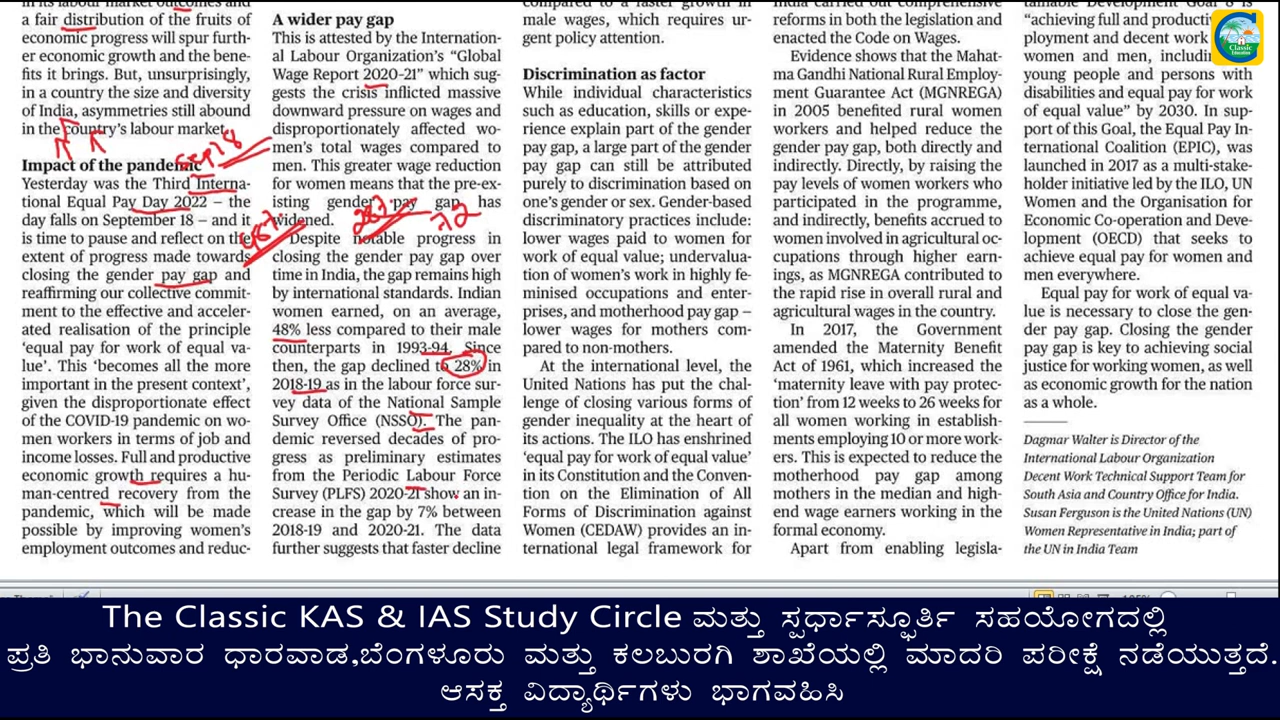 in its labour market outcomes and
a fair distribution of the fruits of
economic progress will spur furth-
er economic growth and the bene-
fits it brings. But, unsurprisingly,
in a country the size and diversity
of India, asymmetries still abound
in the country's labour market.
Impact of the pandemic
Yesterday was the Third Interna-
tional Equal Pay Day 2022 – the
day falls on September 18 – and it
is time to pause and reflect on the
extent of progress made towards
closing the gender pay gap and
reaffirming our collective commit-
ment to the effective and acceler-
ated realisation of the principle
'equal pay for work of equal va-
lue'. This 'becomes all the more
important in the present context',
given the disproportionate effect
of the COVID-19 pandemic on wo-
men workers in terms of job and
income losses. Full and productive
economic growth requires a hu-
man-centred recovery from the
pandemic, which will be made
possible by improving women's
employment outcomes and reduc-
A wider pay gap
This is attested by the Internation-
al Labour Organization's “Global
Wage Report 2020-21” which sug-
gests the crisis inflicted massive
downward pressure on wages and
disproportionately affected wo-
men's total wages compared to
men. This greater wage reduction
for women means that the pre-ex-
isting gender pay gap has
widened.
Despite notable progress in
closing the gender pay gap over
time in India, the gap remains high
by international standards. Indian
women earned, on an average,
48% less compared to their male
counterparts in 1993-94. Since
then, the gap declined to 28% in
2018-19 as in the labour force sur-
vey data of the National Sample
Survey Office (NSSO). The pan-
demic reversed decades of pro-
gress as preliminary estimates
from the Periodic Labour Force
Survey (PLFS) 2020-21 show an in-
crease in the gap by 7% between
2018-19 and 2020-21. The data
further suggests that faster decline
compared to a faster growth in
male wages, which requires ur-
gent policy attention.
Discrimination as factor
While individual characteristics
such as education, skills or expe-
rience explain part of the gender
pay gap, a large part of the gender
pay gap can still be attributed
purely to discrimination based on
one's gender or sex. Gender-based
discriminatory practices include:
lower wages paid to women for
work of equal value; undervalua-
tion of women's work in highly fe-
minised occupations and enter-
prises, and motherhood pay gap –
lower wages for mothers com-
pared to non-mothers.
At the international level, the
United Nations has put the chal-
lenge of closing various forms of
gender inequality at the heart of
its actions. The ILO has enshrined
'equal pay for work of equal value'
in its Constitution and the Conven-
tion on the Elimination of All
Forms of Discrimination against
Women (CEDAW) provides an in-
ternational legal framework for
India carried out comprehensive
reforms in both the legislation and
enacted the Code on Wages.
Evidence shows that the Mahat-
ma Gandhi National Rural Employ-
ment Guarantee Act (MGNREGA)
in 2005 benefited rural women
workers and helped reduce the
gender pay gap, both directly and
indirectly. Directly, by raising the
pay levels of women workers who
participated in the programme,
and indirectly, benefits accrued to
women involved in agricultural oc-
cupations through higher earn-
ings, as MGNREGA contributed to
the rapid rise in overall rural and
agricultural wages in the country.
In 2017, the Government
amended the Maternity Benefit
Act of 1961, which increased the
'maternity leave with pay protec-
tion' from 12 weeks to 26 weeks for
all women working in establish-
ments employing 10 or more work-
ers. This is expected to reduce the
motherhood pay gap among
mothers in the median and high-
end wage earners working in the
formal economy.
Apart from enabling legisla-
tainable Development Goal 8 is
“achieving full and productive
ployment and decent work
women and men, includin
young people and persons with
disabilities and equal pay for work
of equal value” by 2030. In sup-
port of this Goal, the Equal Pay In-
ternational Coalition (EPIC), was
launched in 2017 as a multi-stake-
holder initiative led by the ILO, UN
Women and the Organisation for
Economic Co-operation and Deve-
lopment (OECD) that seeks to
achieve equal pay for women and
men everywhere.
Equal pay for work of equal va-
lue is necessary to close the gen-
der pay gap. Closing the gender
pay gap is key to achieving social
justice for working women, as well
as economic growth for the nation
as a whole.
Dagmar Walter is Director of the
International Labour Organization
Decent Work Technical Support Team for
South Asia and Country Office for India.
Susan Ferguson is the United Nations (UN)
Women Representative in India; part of
the UN in India Team
Classic
Education
Sep 18
48%
28%
72
The Classic KAS & IAS Study Circle ಮತ್ತು ಸ್ಪರ್ಧಾಸ್ಫೂರ್ತಿ ಸಹಯೋಗದಲ್ಲಿ
ಪ್ರತಿ ಭಾನುವಾರ ಧಾರವಾಡ,ಬೆಂಗಳೂರು ಮತ್ತು ಕಲಬುರಗಿ ಶಾಖೆಯಲ್ಲಿ ಮಾದರಿ ಪರೀಕ್ಷೆ ನಡೆಯುತ್ತದೆ.
ಆಸಕ್ತ ವಿದ್ಯಾರ್ಥಿಗಳು ಭಾಗವಹಿಸಿ